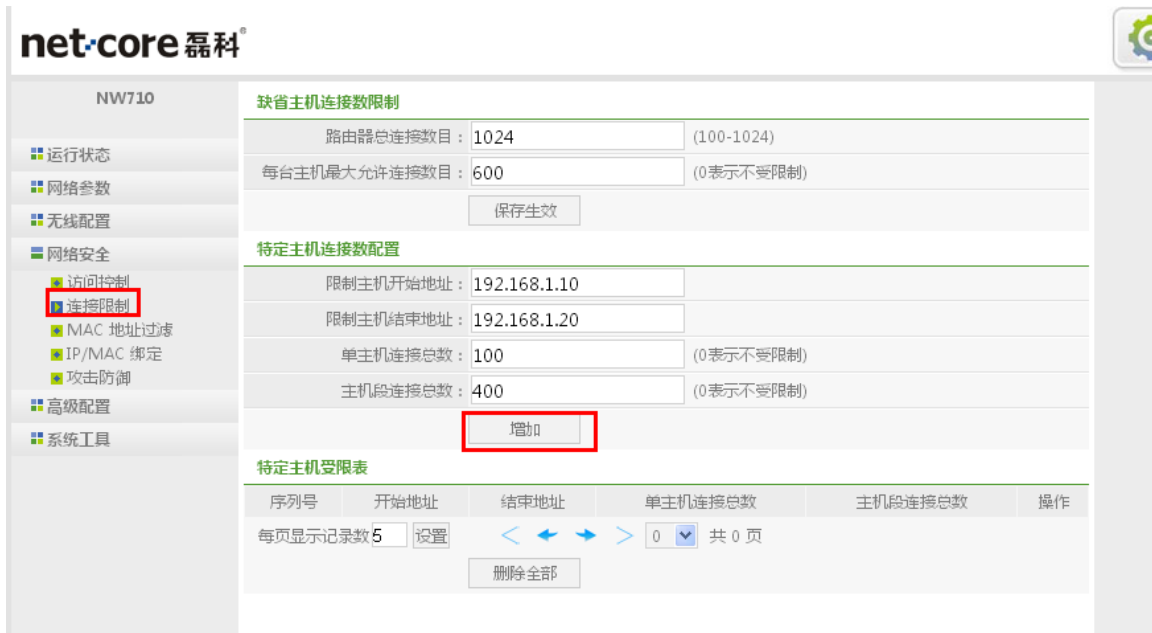 net·core 磊科®
NW710
运行状态
网络参数
无线配置
网络安全
访问控制
连接限制
MAC 地址过滤
IP/MAC 绑定
攻击防御
高级配置
系统工具
缺省主机连接数限制
路由器总连接数目： 1024 (100-1024)
每台主机最大允许连接数目： 600 (0表示不受限制)
保存生效
特定主机连接数配置
限制主机开始地址： 192.168.1.10
限制主机结束地址： 192.168.1.20
单主机连接总数： 100 (0表示不受限制)
主机段连接总数： 400 (0表示不受限制)
增加
特定主机受限表
序列号 开始地址 结束地址 单主机连接总数 主机段连接总数 操作
每页显示记录数 5 设置 0 共 0 页
删除全部